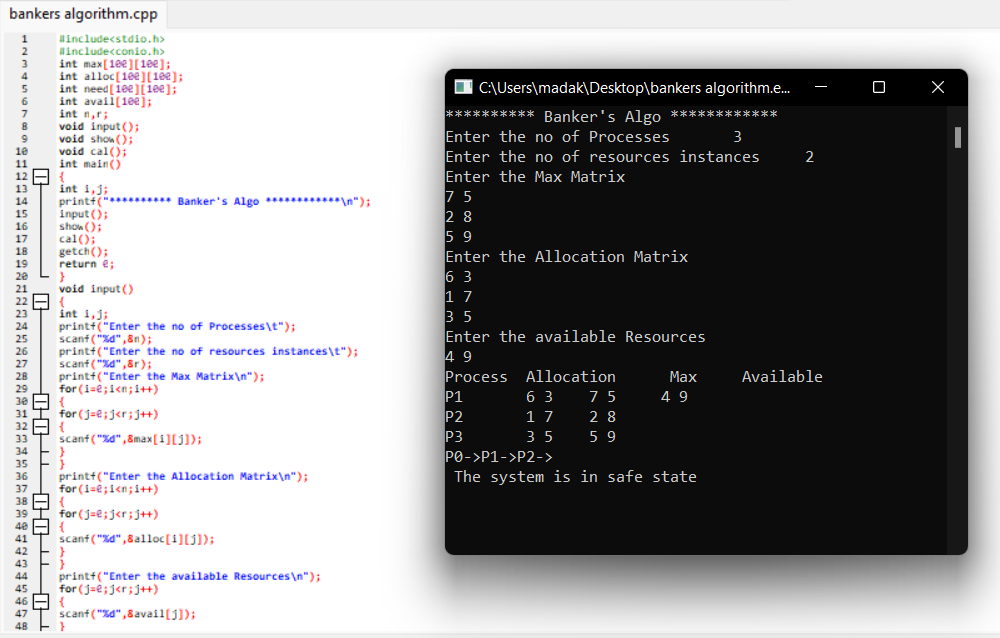 bankers algorithm.cpp
1 #include<stdio.h>
2 #include<conio.h>
3 int max[100][100];
4 int alloc[100][100];
5 int need[100][100];
6 int avail[100];
7 int n,r;
8 void input();
9 void show();
10 void cal();
11 int main()
12 {
13 int i,j;
14 printf("********** Banker's Algo ************\n");
15 input();
16 show();
17 cal();
18 getch();
19 return 0;
20 }
21 void input()
22 {
23 int i,j;
24 printf("Enter the no of Processes\t");
25 scanf("%d",&n);
26 printf("Enter the no of resources instances\t");
27 scanf("%d",&r);
28 printf("Enter the Max Matrix\n");
29 for(i=0;i<n;i++)
30 {
31 for(j=0;j<r;j++)
32 {
33 scanf("%d",&max[i][j]);
34 }
35 }
36 printf("Enter the Allocation Matrix\n");
37 for(i=0;i<n;i++)
38 {
39 for(j=0;j<r;j++)
40 {
41 scanf("%d",&alloc[i][j]);
42 }
43 }
44 printf("Enter the available Resources\n");
45 for(j=0;j<r;j++)
46 {
47 scanf("%d",&avail[j]);
48 }
C:\Users\madak\Desktop\bankers algorithm.e...
********** Banker's Algo ************
Enter the no of Processes 3
Enter the no of resources instances 2
Enter the Max Matrix
7 5
2 8
5 9
Enter the Allocation Matrix
6 3
1 7
3 5
Enter the available Resources
4 9
Process Allocation Max Available
P1 6 3 7 5 4 9
P2 1 7 2 8
P3 3 5 5 9
P0->P1->P2->
The system is in safe state